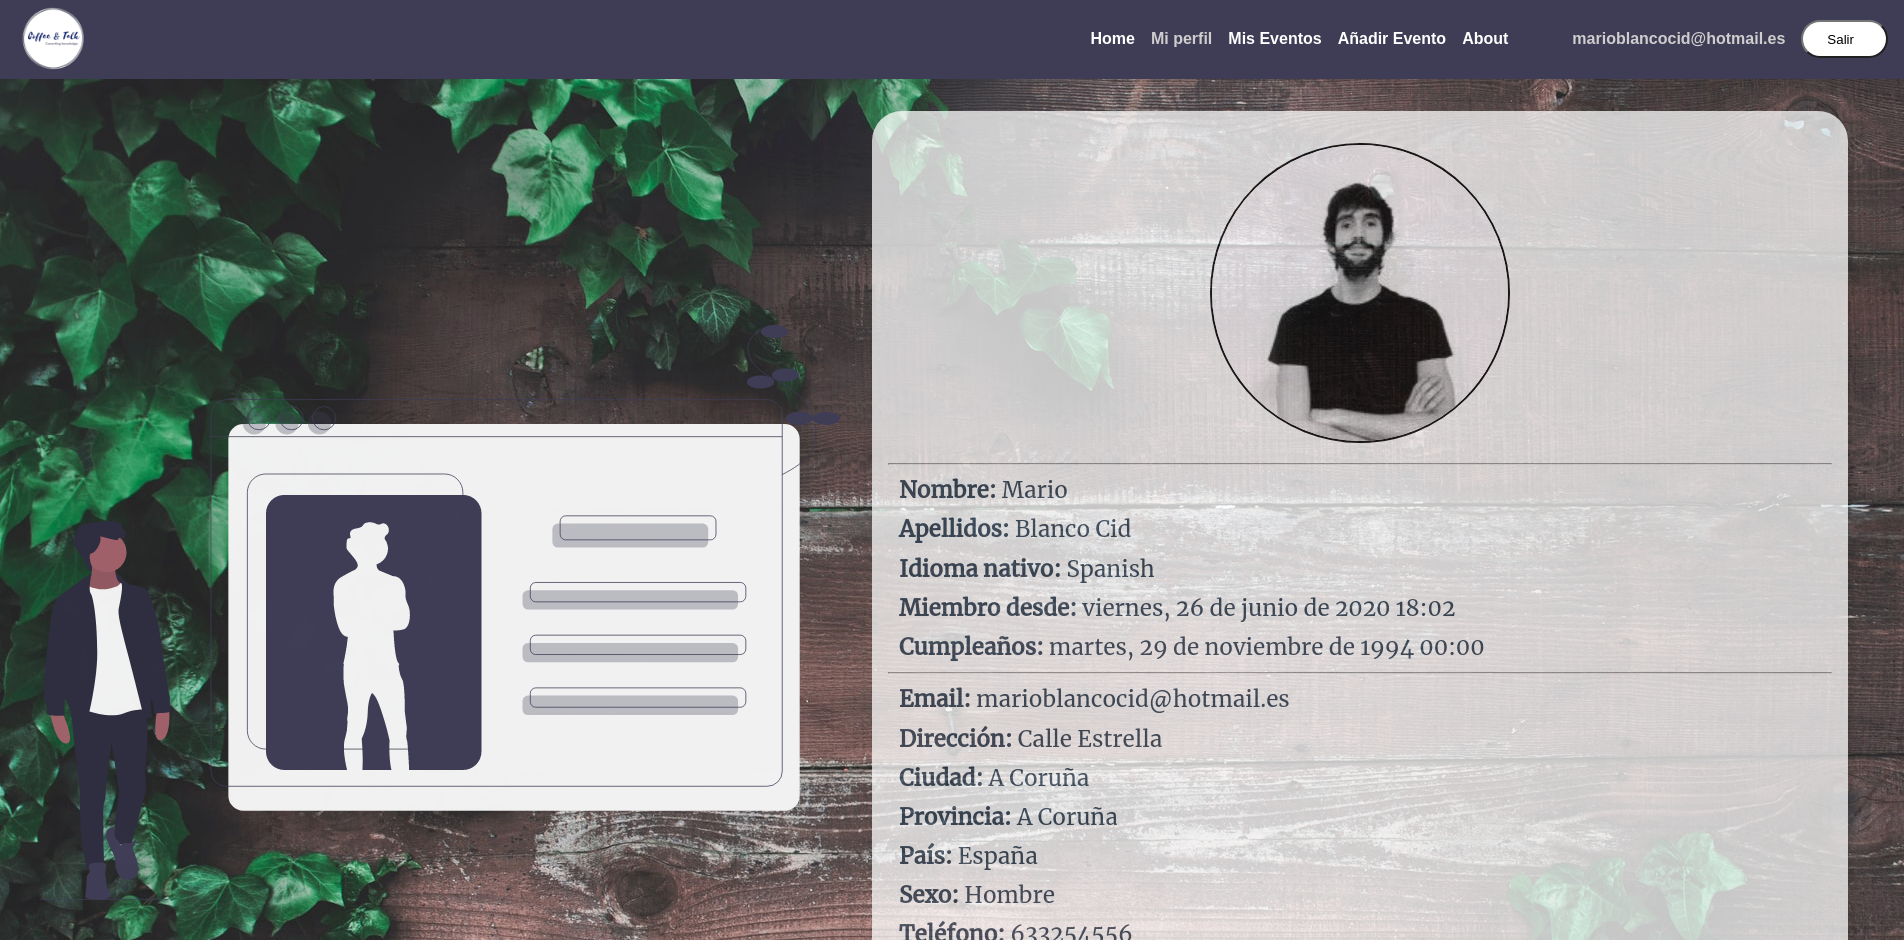 Coffee & Talk
Home
Mi perfil
Mis Eventos
Añadir Evento
About
marioblancocid@hotmail.es
Salir
Nombre: Mario
Apellidos: Blanco Cid
Idioma nativo: Spanish
Miembro desde: viernes, 26 de junio de 2020 18:02
Cumpleaños: martes, 29 de noviembre de 1994 00:00
Email: marioblancocid@hotmail.es
Dirección: Calle Estrella
Ciudad: A Coruña
Provincia: A Coruña
País: España
Sexo: Hombre
Teléfono: 633254556